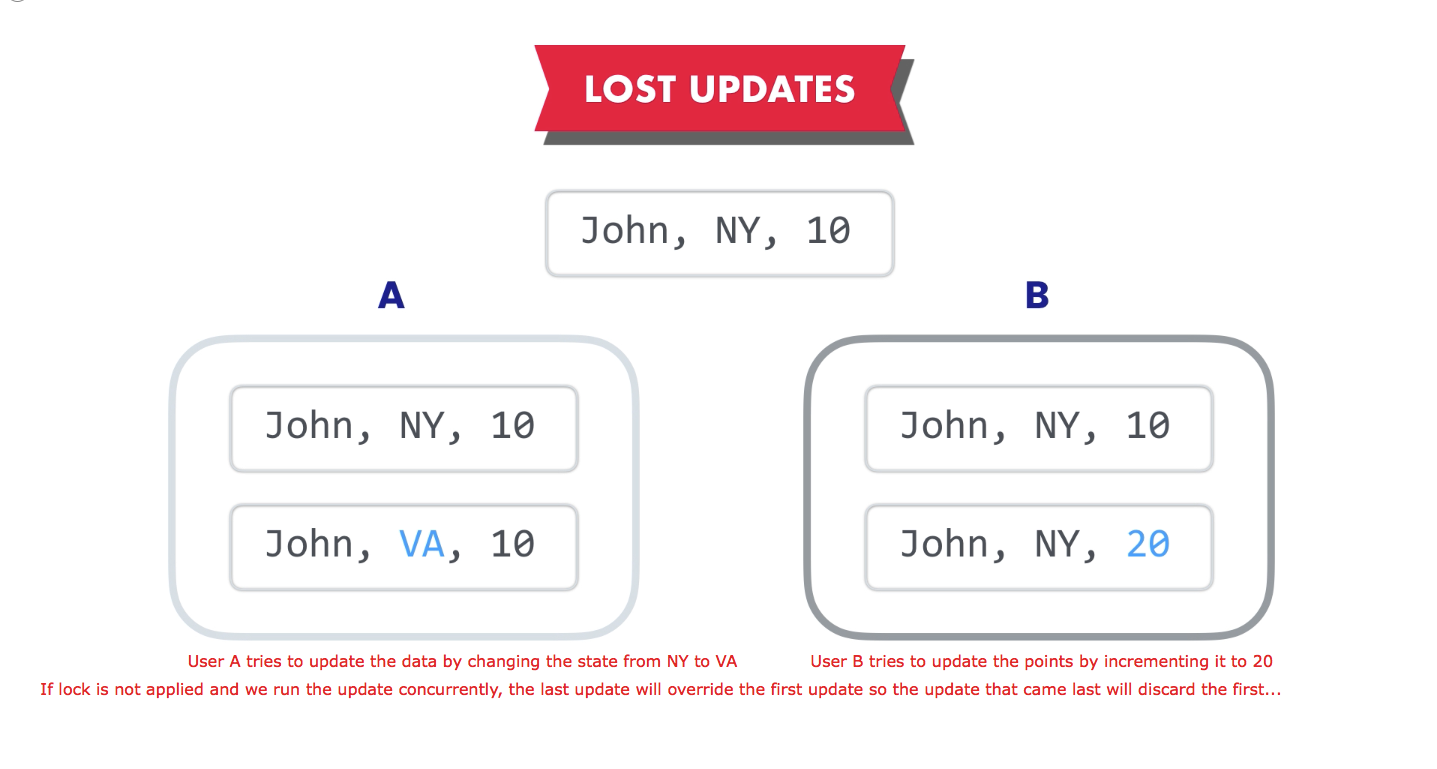 LOST UPDATES
John, NY, 10
A
B
John, NY, 10
John, NY, 10
John, VA, 10
John, NY, 20
User A tries to update the data by changing the state from NY to VA
User B tries to update the points by incrementing it to 20
If lock is not applied and we run the update concurrently, the last update will override the first update so the update that came last will discard the first...